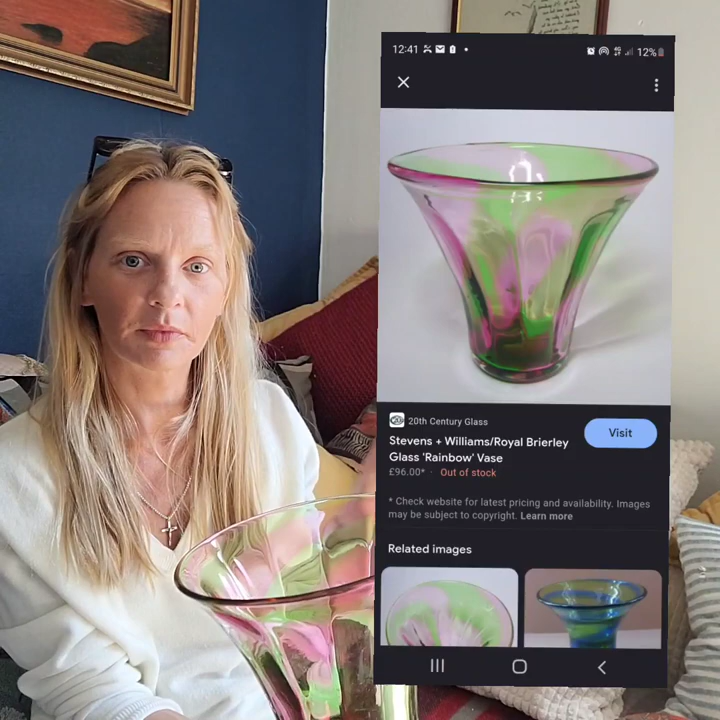 12:41
12%
20th Century Glass
Stevens + Williams/Royal Brierley
Glass 'Rainbow' Vase
£96.00* · Out of stock
Visit
* Check website for latest pricing and availability. Images
may be subject to copyright. Learn more
Related images